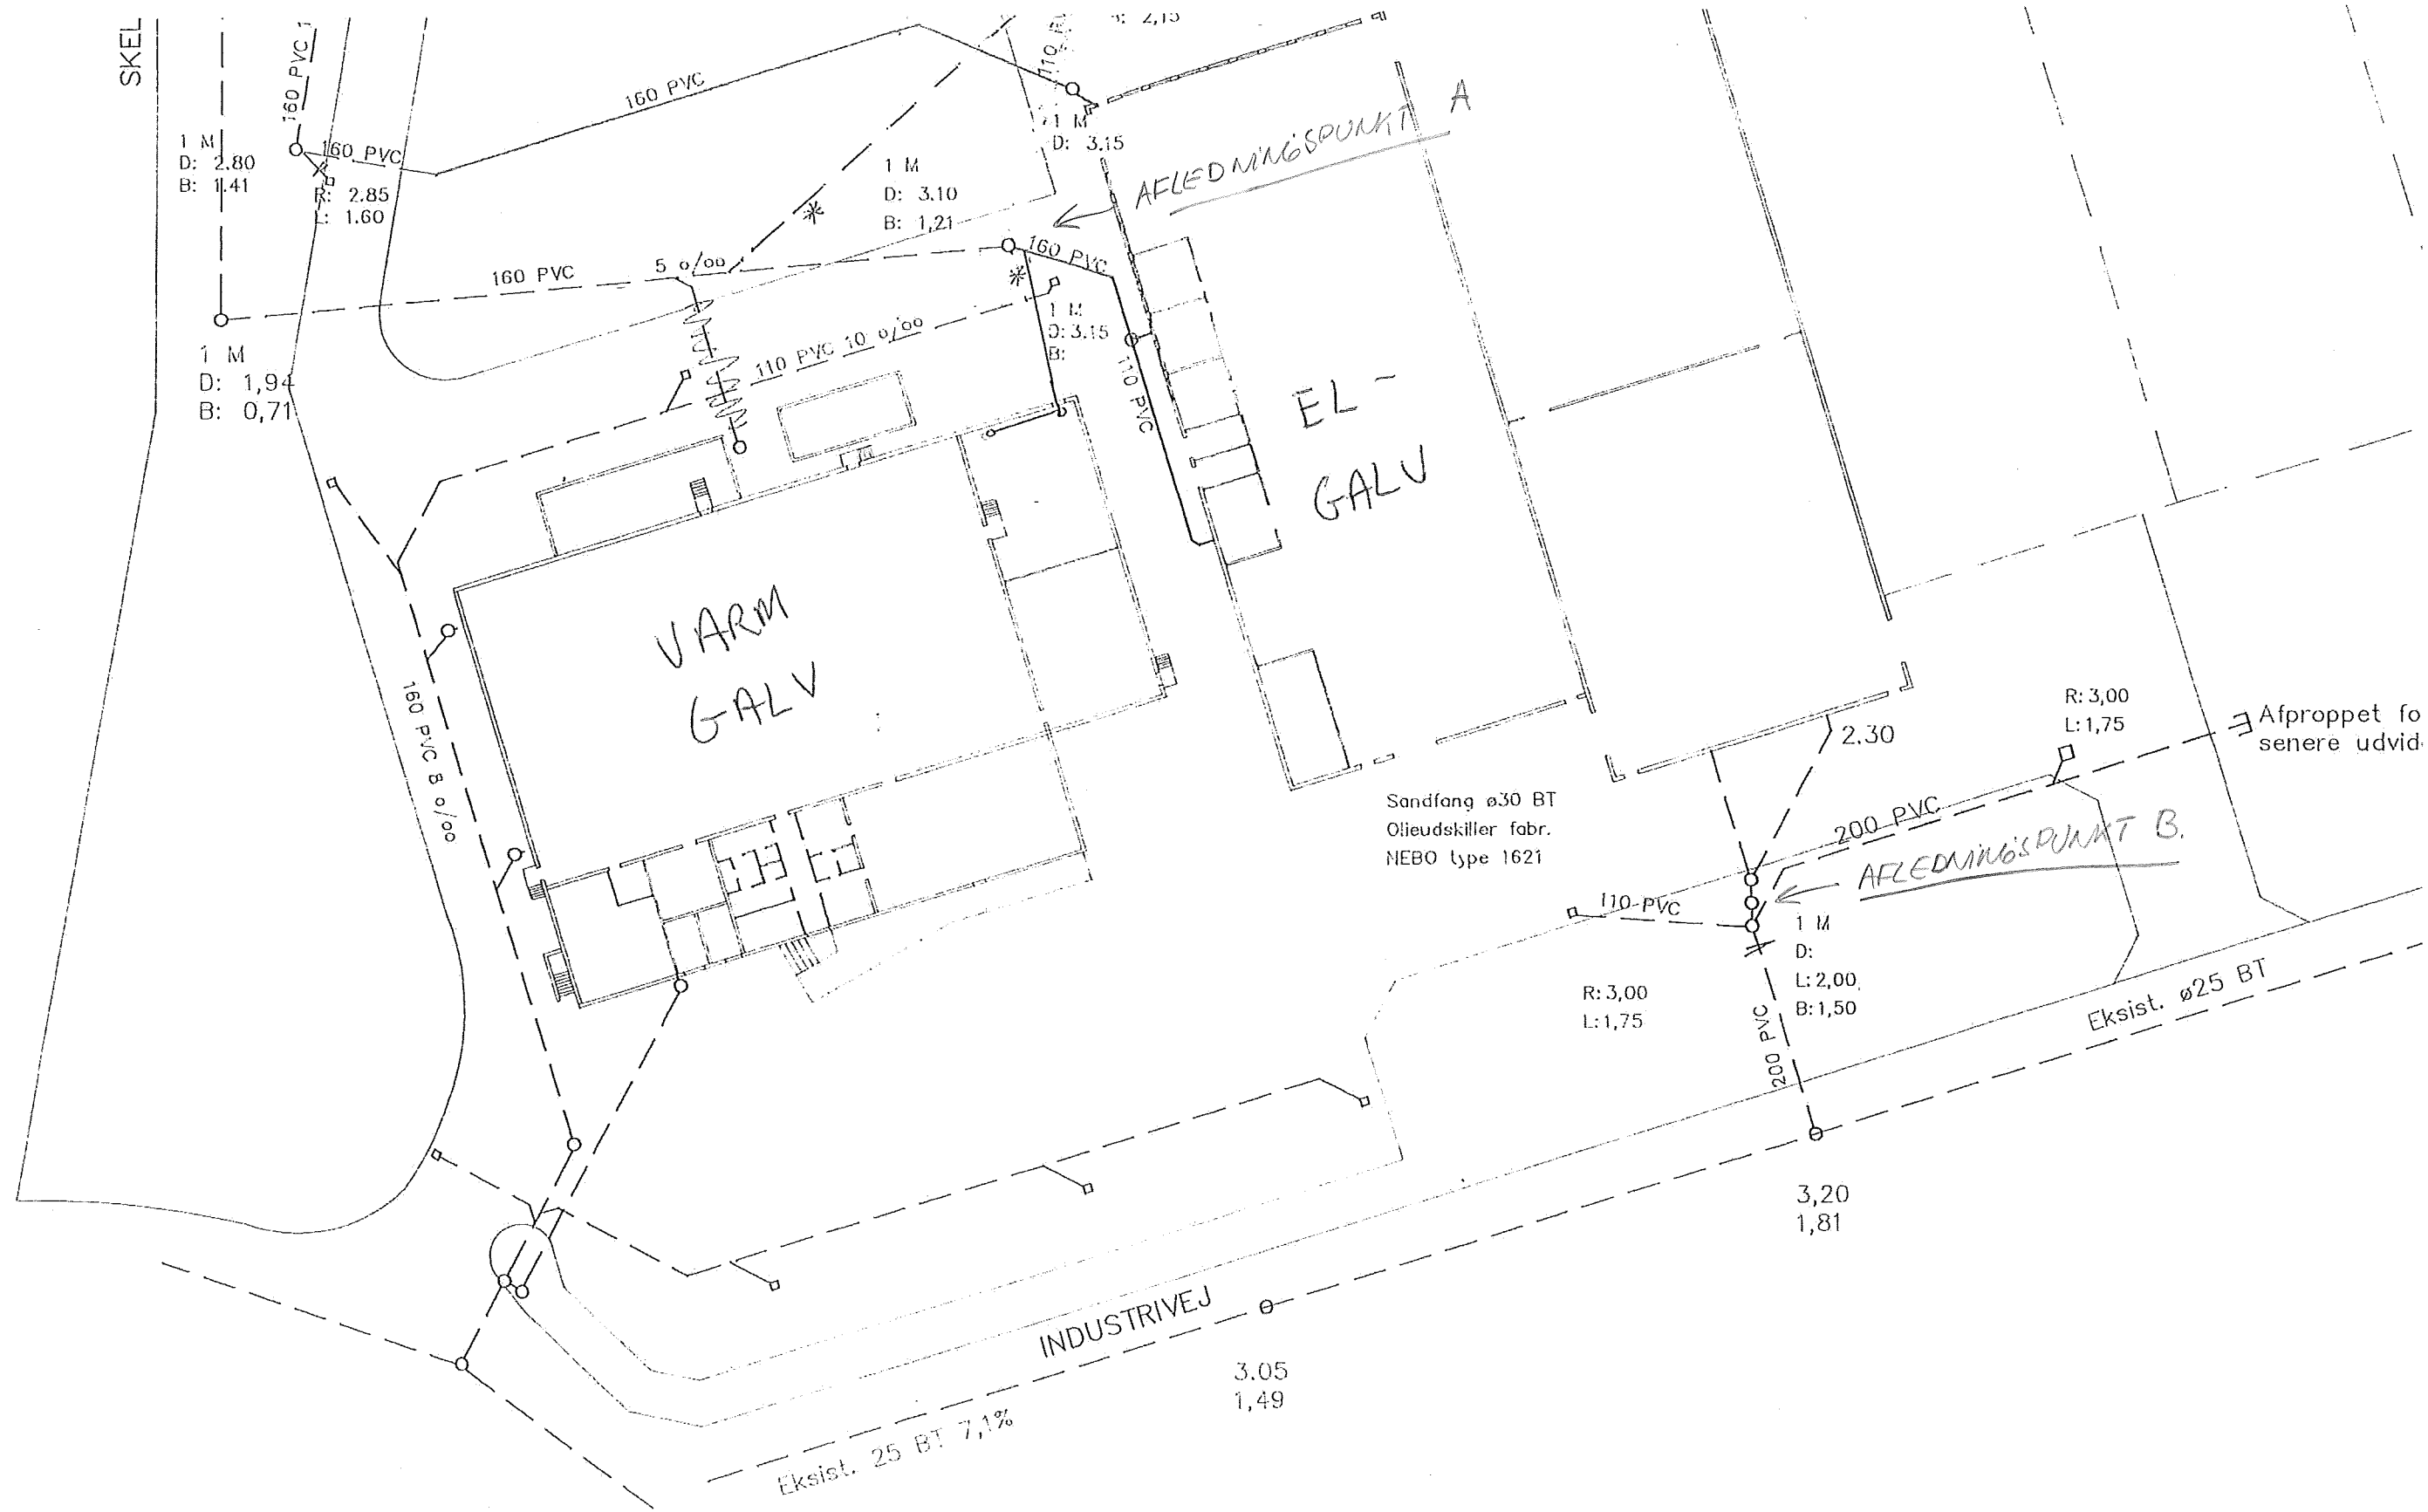 SKEL
160 PVC 1
160 PVC
2,15
1 M
D: 2.80
B: 1.41
160 PVC
R: 2.85
L: 1.60
1 M
D: 3.10
B: 1,21
1 M
D: 3.15
AFLEDNINGSPUNKT A
160 PVC
5 o/oo
160 PVC
1 M
D: 3.15
B:
110 PVC 10 o/oo
110 PVC
1 M
D: 1,94
B: 0,71
EL-
GALV
VARM
GALV
160 PVC 8 o/oo
R: 3,00
L: 1,75
2.30
Afproppet fo
senere udvid
Sandfang ø30 BT
Olieudskiller fabr.
NEBO type 1621
200 PVC
AFLEDNINGSPUNKT B.
110-PVC
1 M
D:
L: 2,00
B: 1,50
R: 3,00
L: 1,75
200 PVC
Eksist. ø25 BT
3,20
1,81
INDUSTRIVEJ
3.05
1,49
Eksist. 25 BT 7,1%